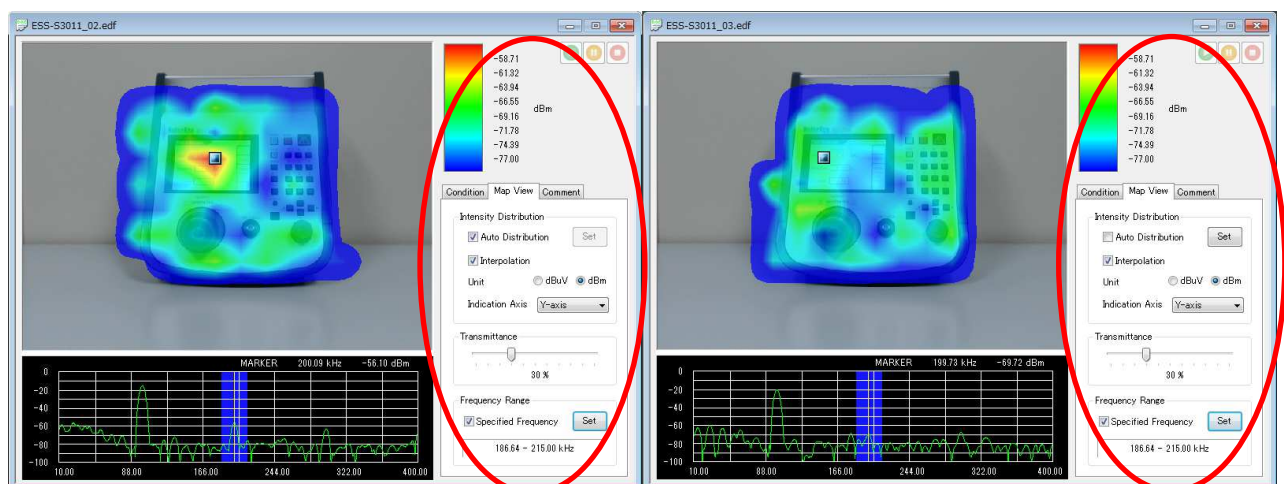 ESS-S3011_02.edf
-58.71
-61.32
-63.94
-66.55
dBm
-69.16
-71.78
-74.39
-77.00
Condition Map View Comment
Intensity Distribution
Auto Distribution Set
Interpolation
Unit dBuV dBm
Indication Axis Y-axis
Transmittance
30 %
Frequency Range
Specified Frequency Set
186.64 - 215.00 kHz
MARKER 200.09 kHz -56.10 dBm
0
-20
-40
-60
-80
-100
10.00 88.00 166.00 244.00 322.00 400.00
ESS-S3011_03.edf
-58.71
-61.32
-63.94
-66.55
dBm
-69.16
-71.78
-74.39
-77.00
Condition Map View Comment
Intensity Distribution
Auto Distribution Set
Interpolation
Unit dBuV dBm
Indication Axis Y-axis
Transmittance
30 %
Frequency Range
Specified Frequency Set
186.64 - 215.00 kHz
MARKER 199.73 kHz -69.72 dBm
0
-20
-40
-60
-80
-100
10.00 88.00 166.00 244.00 322.00 400.00